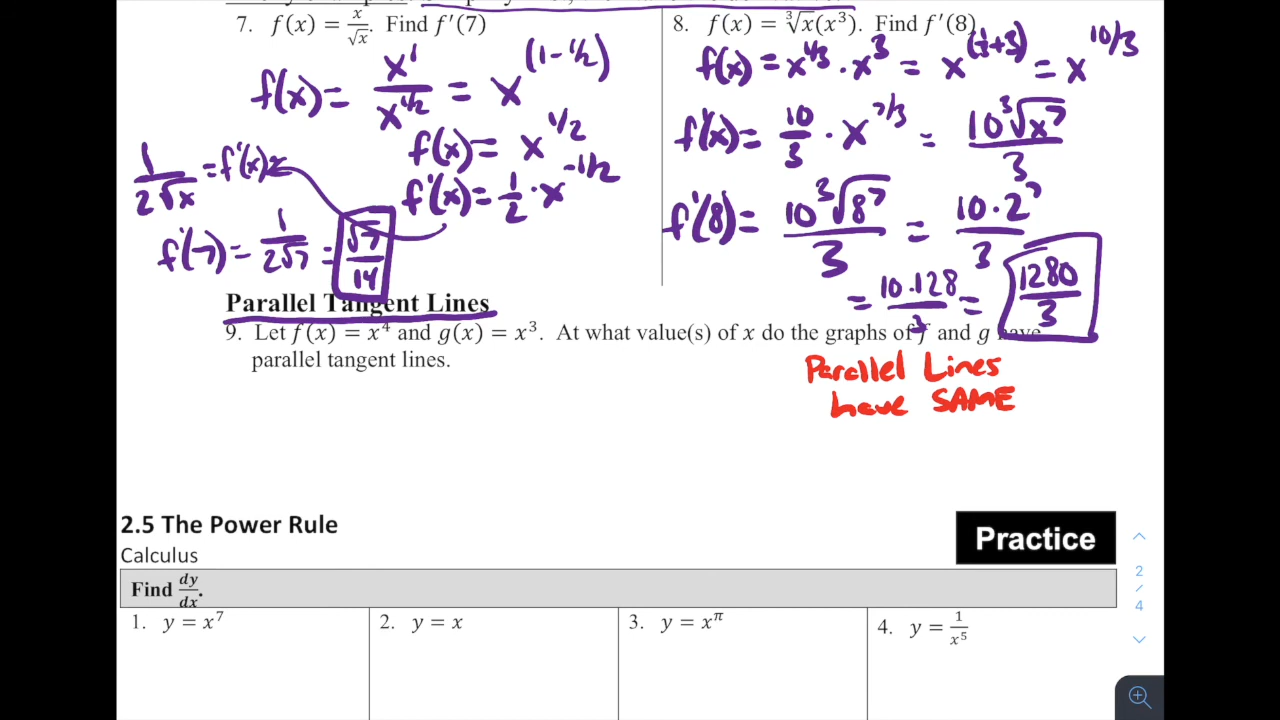 7. f(x) = x/√x. Find f′(7)
f(x) = x¹/x^(1/2) = x^(1-1/2)
f(x) = x^(1/2)
f'(x) = 1/2 · x^(-1/2)
1/(2√x) = f'(x) =
f'(7) = 1/(2√7) = √7/14
8. f(x) = ∛x(x³). Find f′(8)
f(x) = x^(1/3) · x³ = x^(1/3+3) = x^(10/3)
f'(x) = 10/3 · x^(7/3) = 10∛x⁷/3
f'(8) = 10∛8⁷/3 = 10·2⁷/3
= 10·128/3 = 1280/3
Parallel Tangent Lines
9. Let f(x) = x⁴ and g(x) = x³. At what value(s) of x do the graphs of f and g have
parallel tangent lines.
Parallel Lines
have SAME
2.5 The Power Rule
Practice
Calculus
Find dy/dx.
1. y = x⁷
2. y = x
3. y = x^π
4. y = 1/x⁵
2
/
4